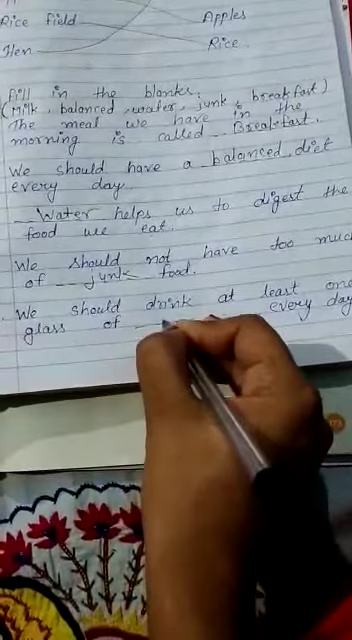 Rice field Apples
Hen Rice
Fill in the blanks.
(Milk, balanced, water, junk & breakfast)
The meal we have in the
morning is called Breakfast.
We should have a balanced diet
every day.
Water helps us to digest the
food we eat.
We should not have too much
of junk food.
We should drink at least one
glass of every day